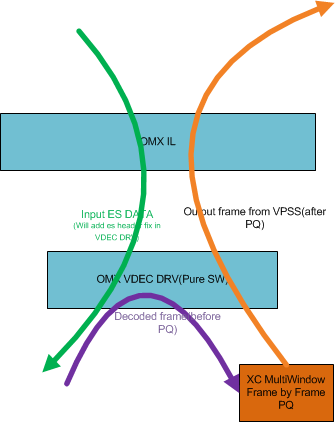 OMX IL
Input ES DATA
(Will add es header fix in
VDEC DRV)
Output frame from VPSS(after
PQ)
OMX VDEC DRV(Pure SW)
Decoded frame(before
PQ)
XC MultiWindow
Frame by Frame
PQ